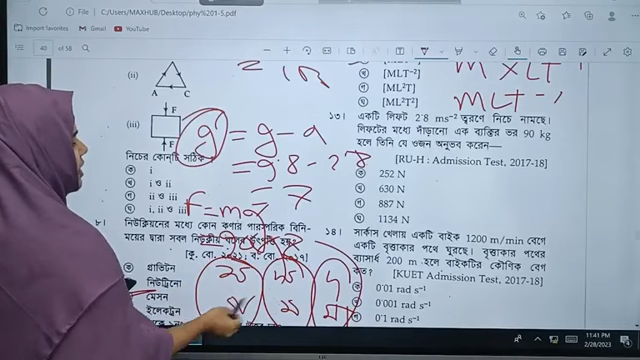 File
C:/Users/MAXHUB/Desktop/phy%201-5.pdf
Import favorites
Gmail
YouTube
40
of 58
(ii)
A
C
(iii)
F
F
নিচের কোনটি সঠিক
ⓚ i
ⓠ i ও ii
ⓖ ii ও iii
ⓖ i, ii ও iii
g' = g - a
= 9.8 - 2.8
= 7
F = mg'
৮। নিউক্লিয়নের মধ্যে কোন কণার পারস্পরিক বিনি-
ময়ের দ্বারা সবল নিউক্লীয় বলের
[কু. বো. ২০২১; ব. বো. ২০১৭]
গ্রাভিটন
নিউট্রিনো
মেসন
ইলেকট্রন
[MLT⁻²]
[ML²T]
[ML²T²]
MLT⁻¹
১৩। একটি লিফট 2.8 ms⁻² ত্বরণে নিচে নামছে।
লিফটের মধ্যে দাঁড়ানো এক ব্যক্তির ভর 90 kg
হলে তিনি যে ওজন অনুভব করেন—
[RU-H : Admission Test, 2017-18]
252 N
630 N
887 N
1134 N
১৪। সার্কাস খেলায় একটি বাইক 1200 m/min বেগে
একটি বৃত্তাকার পথে ঘুরছে। বৃত্তাকার পথের
ব্যাসার্ধ 200 m হলে বাইকটির কৌণিক বেগ
কত?
[KUET Admission Test, 2017-18]
0.01 rad s⁻¹
0.001 rad s⁻¹
0.1 rad s⁻¹
11:41 PM
2/28/2023